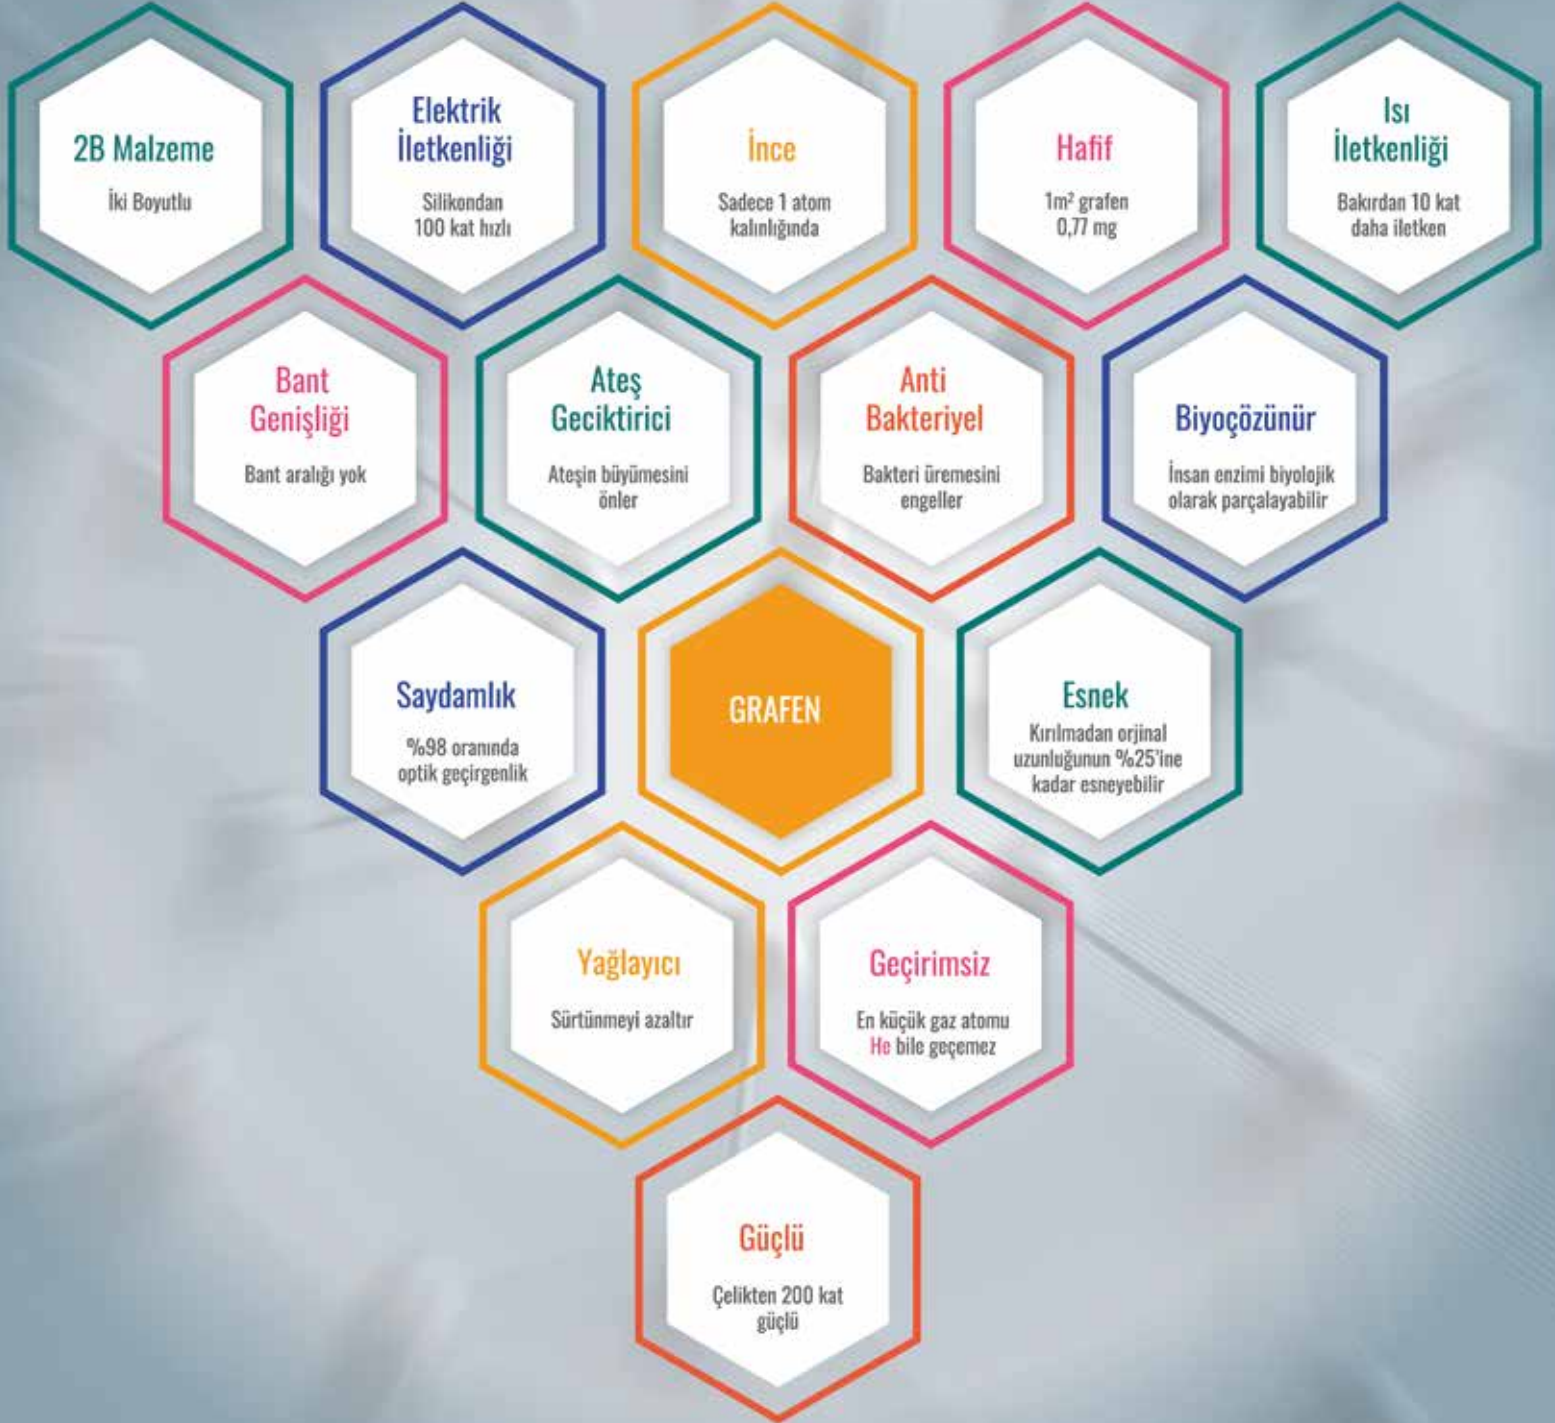 2B Malzeme
İki Boyutlu
Elektrik
İletkenliği
Silikondan
100 kat hızlı
İnce
Sadece 1 atom
kalınlığında
Hafif
1m² grafen
0,77 mg
Isı
İletkenliği
Bakırdan 10 kat
daha iletken
Bant
Genişliği
Bant aralığı yok
Ateş
Geciktirici
Ateşin büyümesini
önler
Anti
Bakteriyel
Bakteri üremesini
engeller
Biyoçözünür
İnsan enzimi biyolojik
olarak parçalayabilir
Saydamlık
%98 oranında
optik geçirgenlik
GRAFEN
Esnek
Kırılmadan orjinal
uzunluğunun %25'ine
kadar esneyebilir
Yağlayıcı
Sürtünmeyi azaltır
Geçirimsiz
En küçük gaz atomu
He bile geçemez
Güçlü
Çelikten 200 kat
güçlü